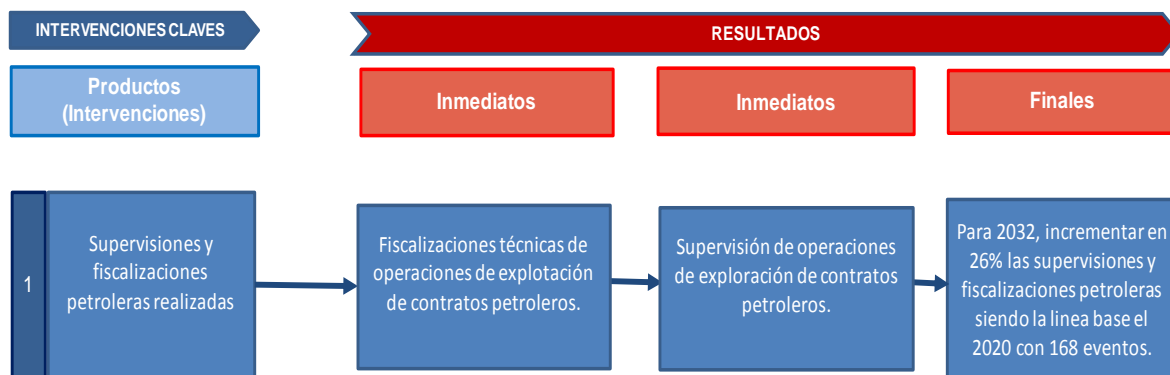 INTERVENCIONES CLAVES
RESULTADOS
Productos
(Intervenciones)
Inmediatos
Inmediatos
Finales
1
Supervisiones y
fiscalizaciones
petroleras realizadas
Fiscalizaciones técnicas de
operaciones de explotación
de contratos petroleros.
Supervisión de operaciones
de exploración de contratos
petroleros.
Para 2032, incrementar en
26% las supervisiones y
fiscalizaciones petroleras
siendo la linea base el
2020 con 168 eventos.